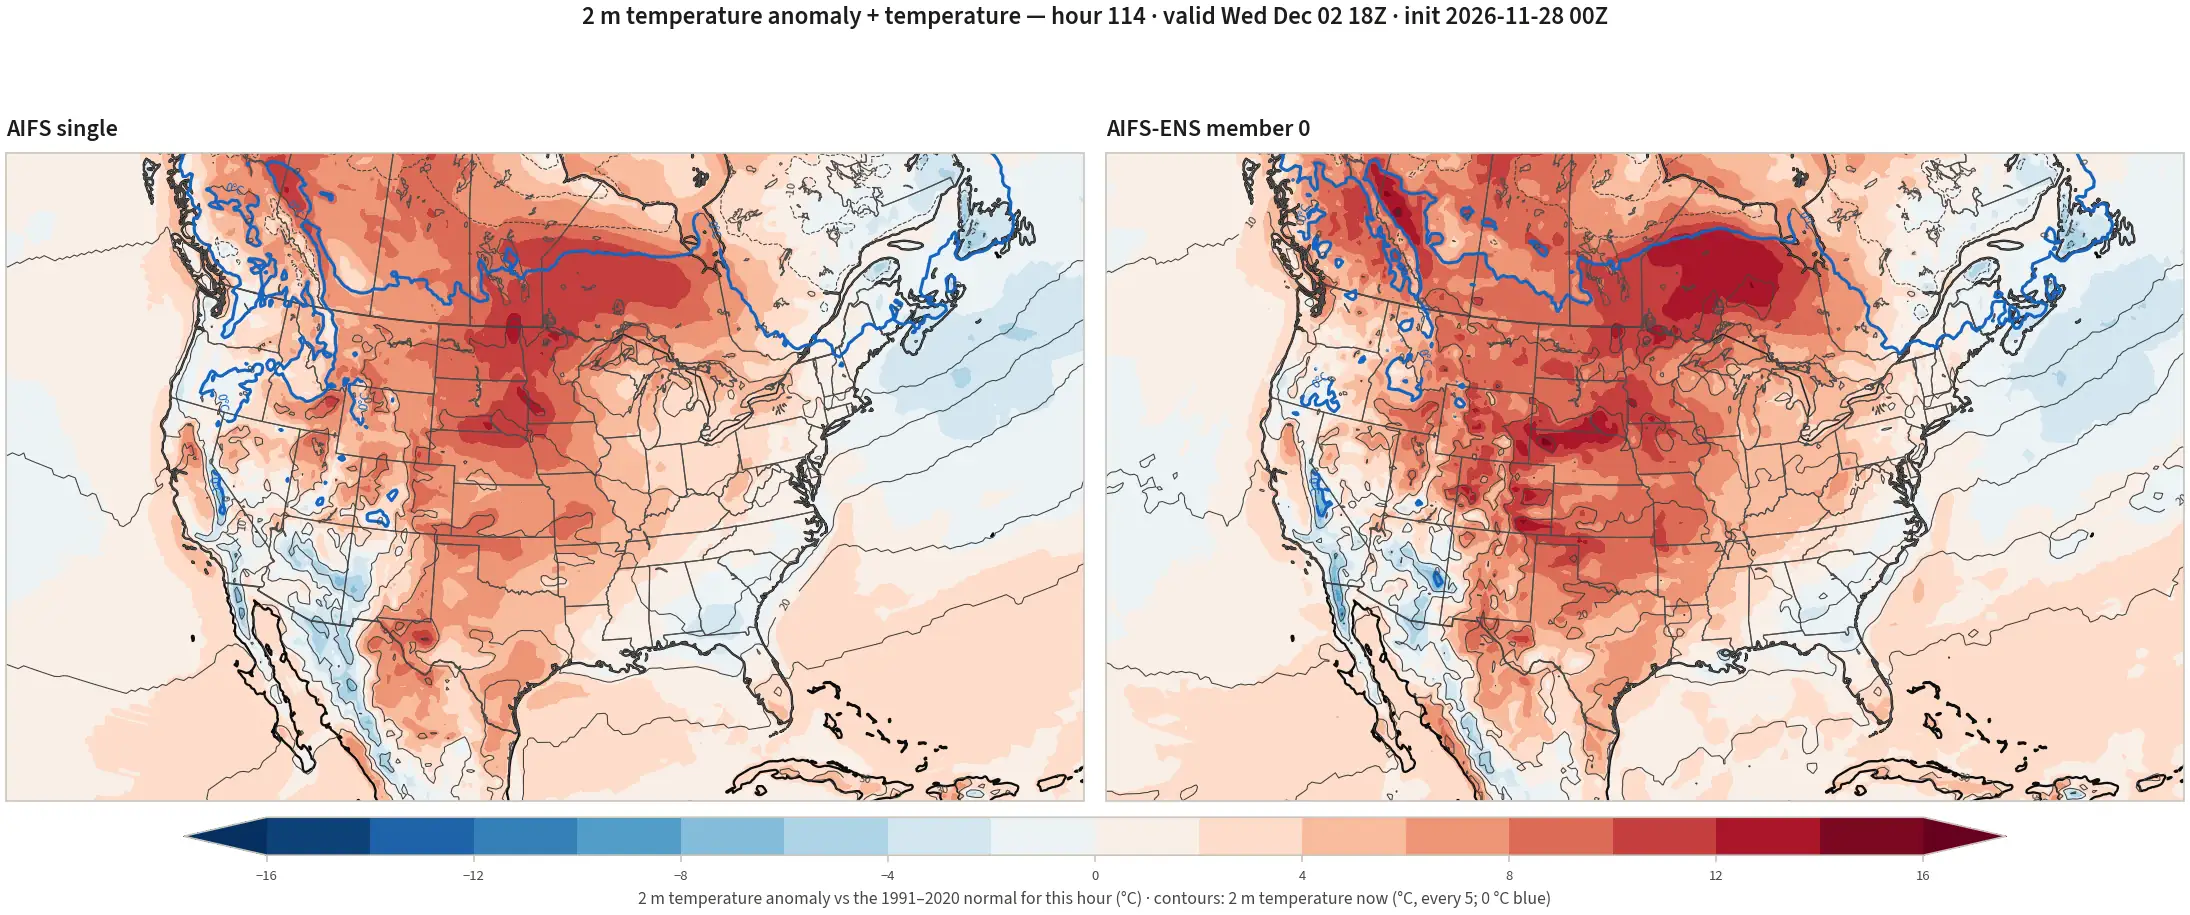 2 m temperature anomaly + temperature — hour 114 · valid Wed Dec 02 18Z · init 2026-11-28 00Z
AIFS single
AIFS-ENS member 0
−16 −12 −8 −4 0 4 8 12 16
2 m temperature anomaly vs the 1991–2020 normal for this hour (°C) · contours: 2 m temperature now (°C, every 5; 0 °C blue)